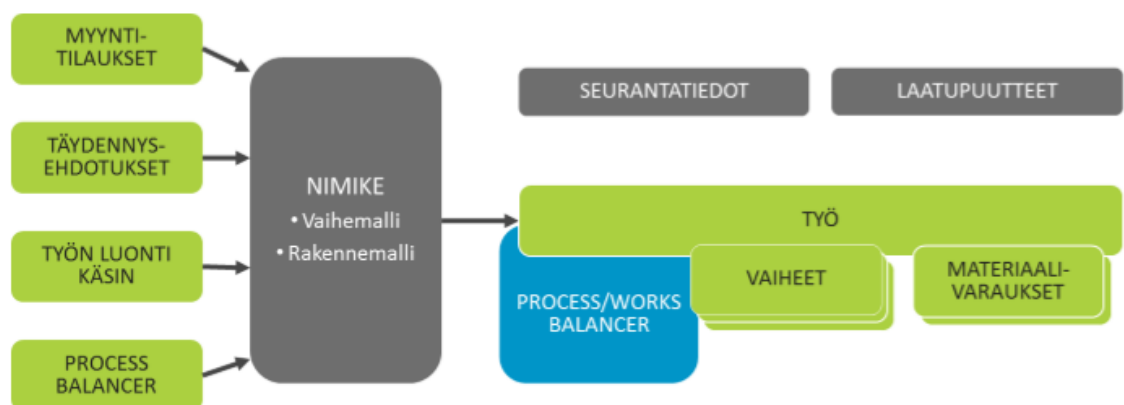 MYYNTI-
TILAUKSET
TÄYDENNYS-
EHDOTUKSET
TYÖN LUONTI
KÄSIN
PROCESS
BALANCER
NIMIKE
• Vaihemalli
• Rakennemalli
SEURANTATIEDOT
LAATUPUUTTEET
TYÖ
PROCESS/WORKS
BALANCER
VAIHEET
MATERIAALI-
VARAUKSET